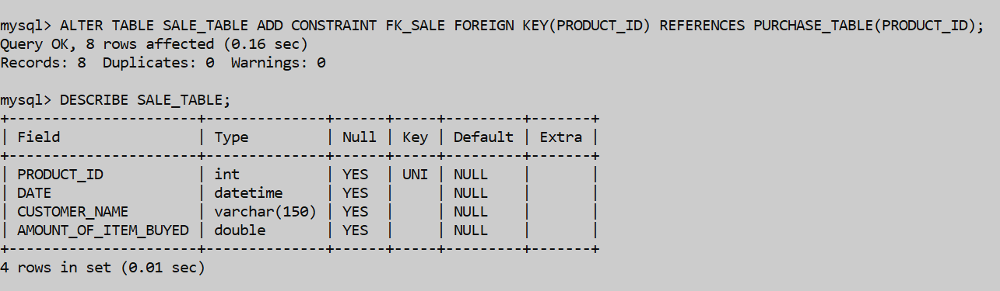 mysql> ALTER TABLE SALE_TABLE ADD CONSTRAINT FK_SALE FOREIGN KEY(PRODUCT_ID) REFERENCES PURCHASE_TABLE(PRODUCT_ID);
Query OK, 8 rows affected (0.16 sec)
Records: 8  Duplicates: 0  Warnings: 0

mysql> DESCRIBE SALE_TABLE;
+----------------------+--------------+------+-----+---------+-------+
| Field                | Type         | Null | Key | Default | Extra |
+----------------------+--------------+------+-----+---------+-------+
| PRODUCT_ID           | int          | YES  | UNI | NULL    |       |
| DATE                 | datetime     | YES  |     | NULL    |       |
| CUSTOMER_NAME        | varchar(150) | YES  |     | NULL    |       |
| AMOUNT_OF_ITEM_BUYED | double       | YES  |     | NULL    |       |
+----------------------+--------------+------+-----+---------+-------+
4 rows in set (0.01 sec)